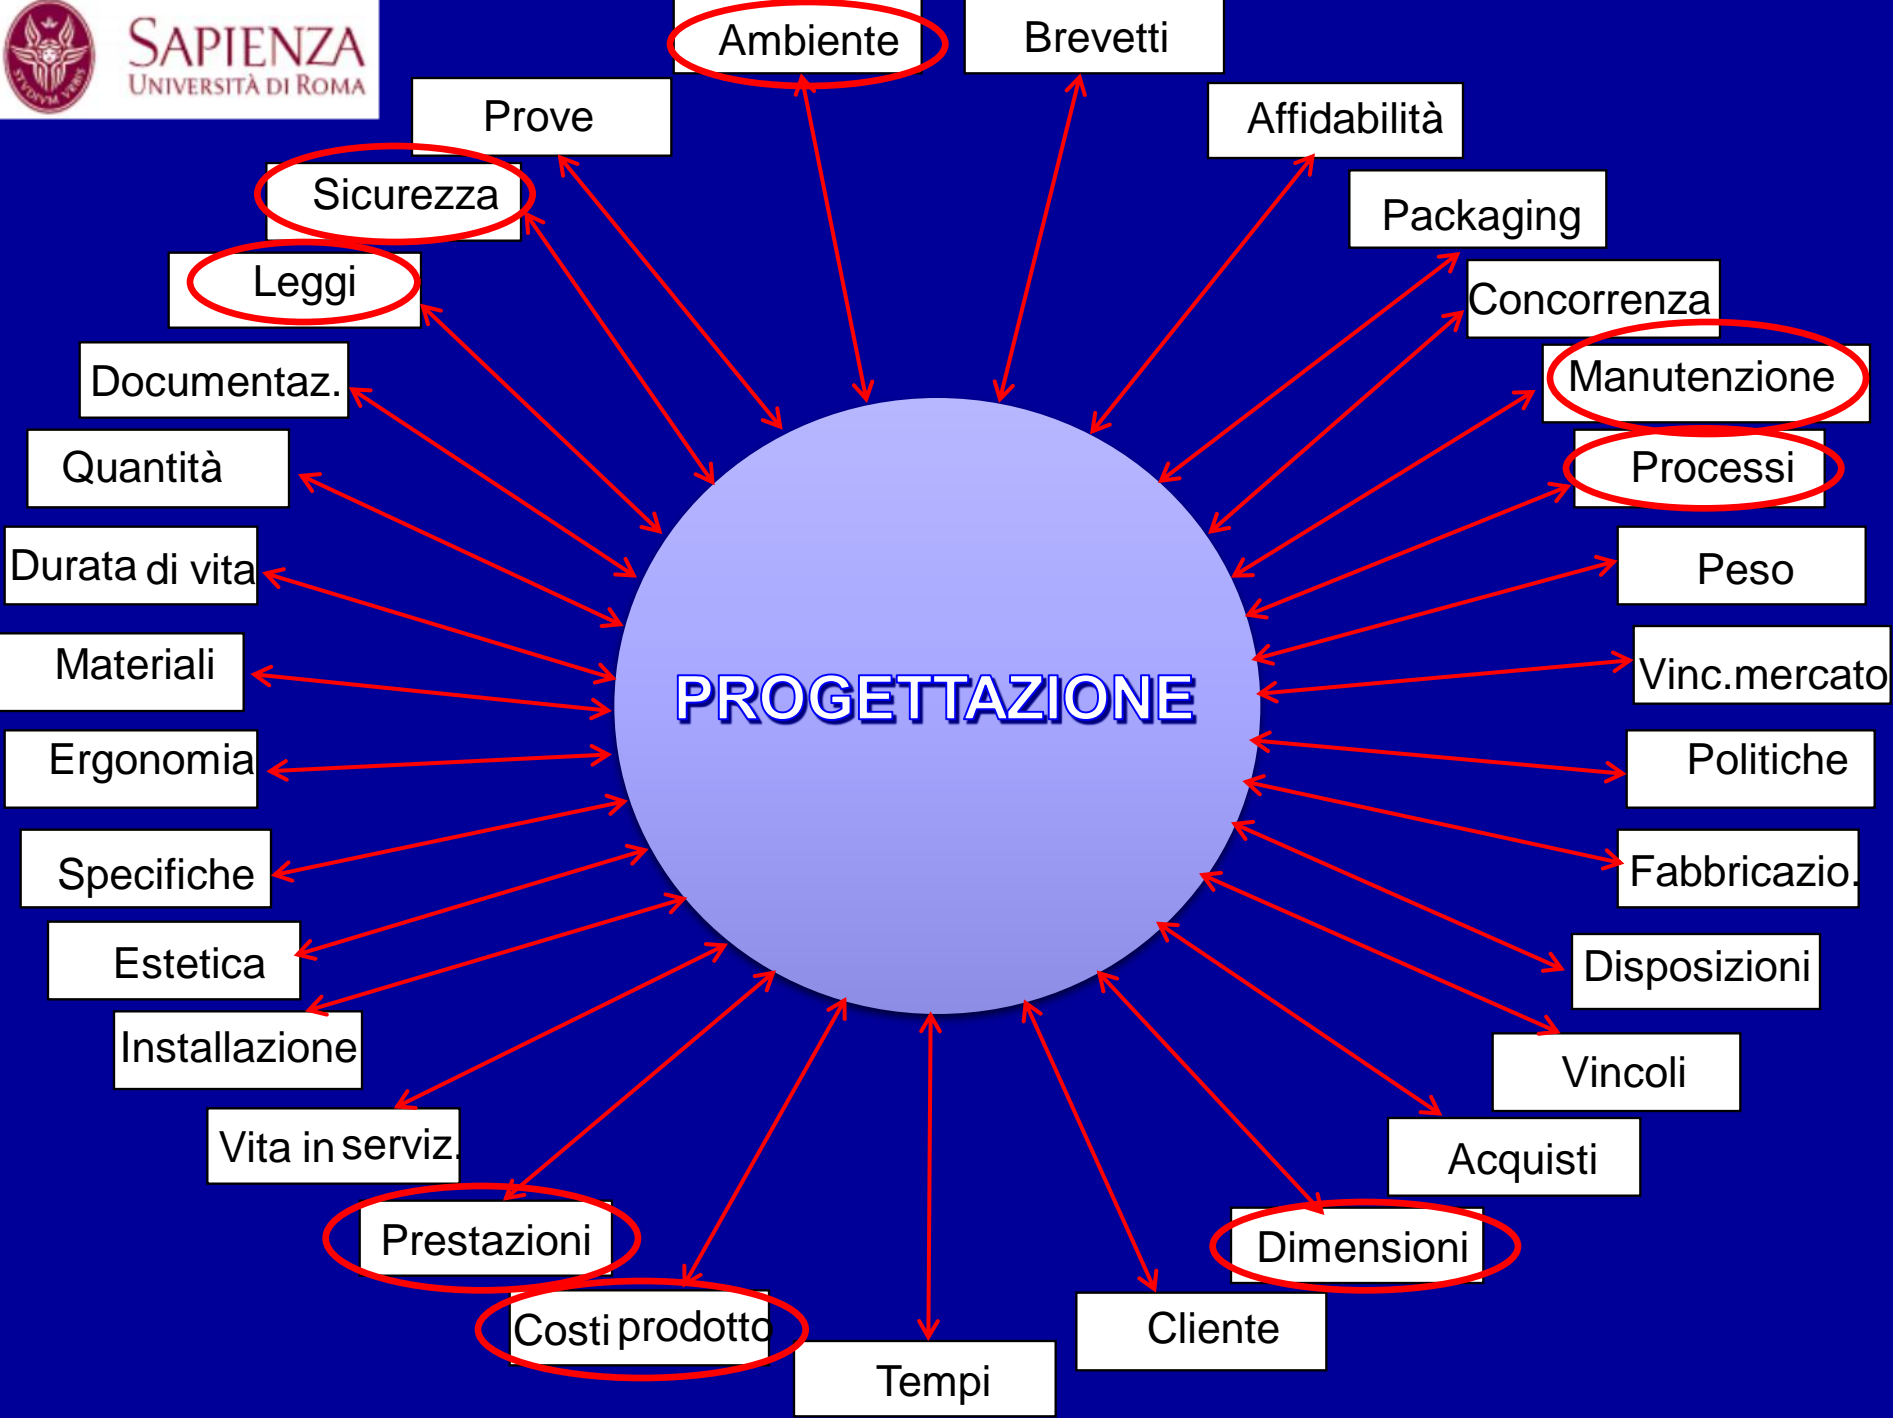 SAPIENZA
UNIVERSITÀ DI ROMA
STVDIVM VRBIS
Ambiente
Brevetti
Prove
Affidabilità
Sicurezza
Packaging
Leggi
Concorrenza
Documentaz.
Manutenzione
Quantità
Processi
Durata di vita
Peso
Materiali
Vinc.mercato
PROGETTAZIONE
Ergonomia
Politiche
Specifiche
Fabbricazio.
Estetica
Disposizioni
Installazione
Vincoli
Vita in serviz.
Acquisti
Prestazioni
Dimensioni
Costi prodotto
Cliente
Tempi